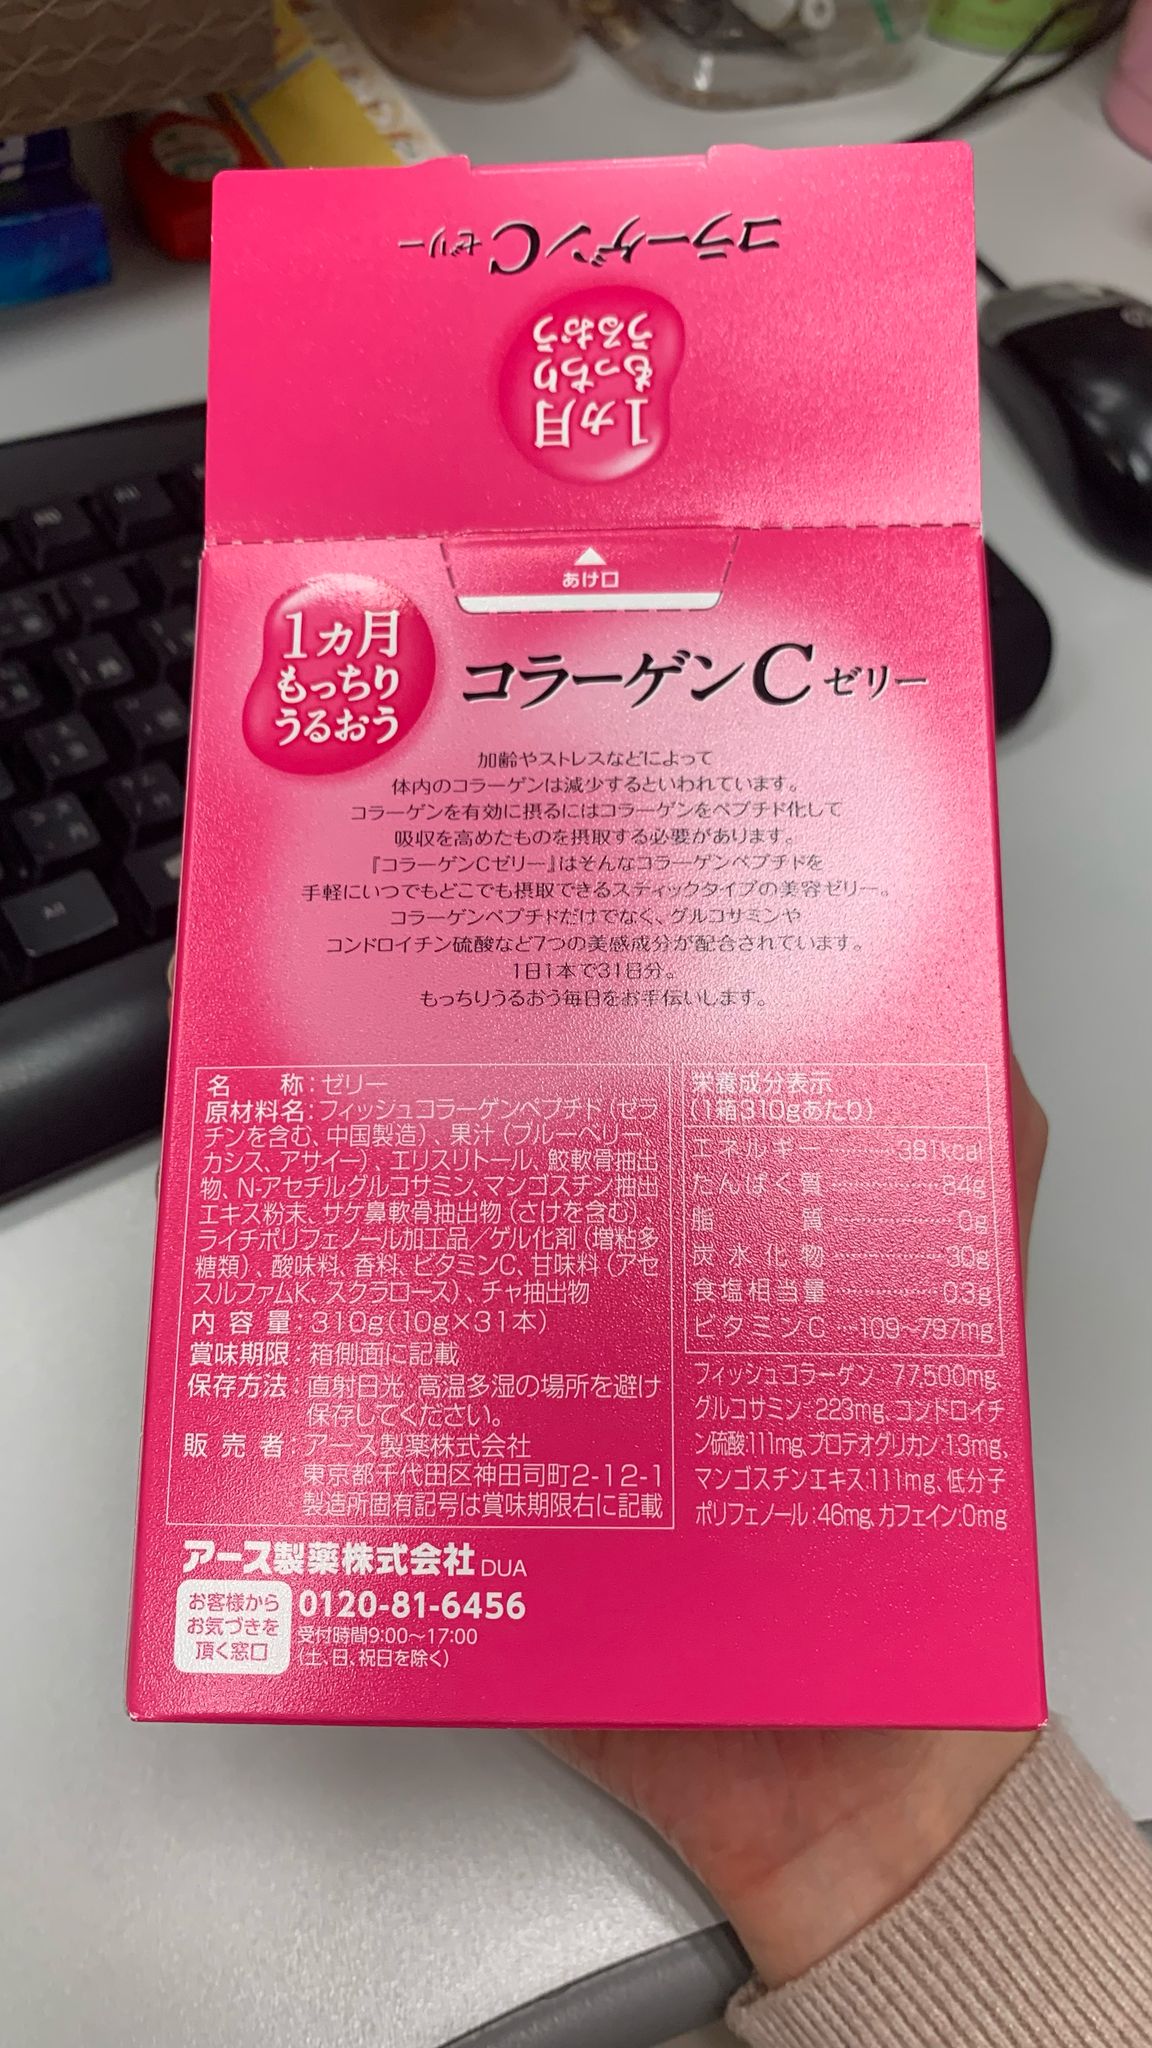 コラーゲンCゼリー
1ヵ月
もっちり
うるおう
あけ口
1ヵ月
もっちり
うるおう
コラーゲンCゼリー
加齢やストレスなどによって
体内のコラーゲンは減少するといわれています。
コラーゲンを有効に摂るにはコラーゲンをペプチド化して
吸収を高めたものを摂取する必要があります。
『コラーゲンCゼリー』はそんなコラーゲンペプチドを
手軽にいつでもどこでも摂取できるスティックタイプの美容ゼリー。
コラーゲンペプチドだけでなく、グルコサミンや
コンドロイチン硫酸など7つの美感成分が配合されています。
1日1本で31日分。
もっちりうるおう毎日をお手伝いします。
名称:ゼリー
原材料名:フィッシュコラーゲンペプチド(ゼラ
チンを含む、中国製造)、果汁(ブルーベリー、
カシス、アサイー)、エリスリトール、鮫軟骨抽出
物、N-アセチルグルコサミン、マンゴスチン抽出
エキス粉末、サケ鼻軟骨抽出物(さけを含む)、
ライチポリフェノール加工品/ゲル化剤(増粘多
糖類)、酸味料、香料、ビタミンC、甘味料(アセ
スルファムK、スクラロース)、チャ抽出物
内容量:310g(10g×31本)
賞味期限:箱側面に記載
保存方法:直射日光、高温多湿の場所を避け
保存してください。
販売者:アース製薬株式会社
東京都千代田区神田司町2-12-1
製造所固有記号は賞味期限右に記載
栄養成分表示
(1箱310gあたり)
エネルギー…………381kcal
たんぱく質……………84g
脂質……………0g
炭水化物……………30g
食塩相当量…………0.3g
ビタミンC…109~797mg
フィッシュコラーゲン:77,500mg、
グルコサミン:223mg、コンドロイチ
ン硫酸:111mg、プロテオグリカン:1.3mg、
マンゴスチンエキス:111mg、低分子
ポリフェノール:46mg、カフェイン:0mg
アース製薬株式会社 DUA
お客様から
お気づきを
頂く窓口
0120-81-6456
受付時間9:00~17:00
(土、日、祝日を除く)